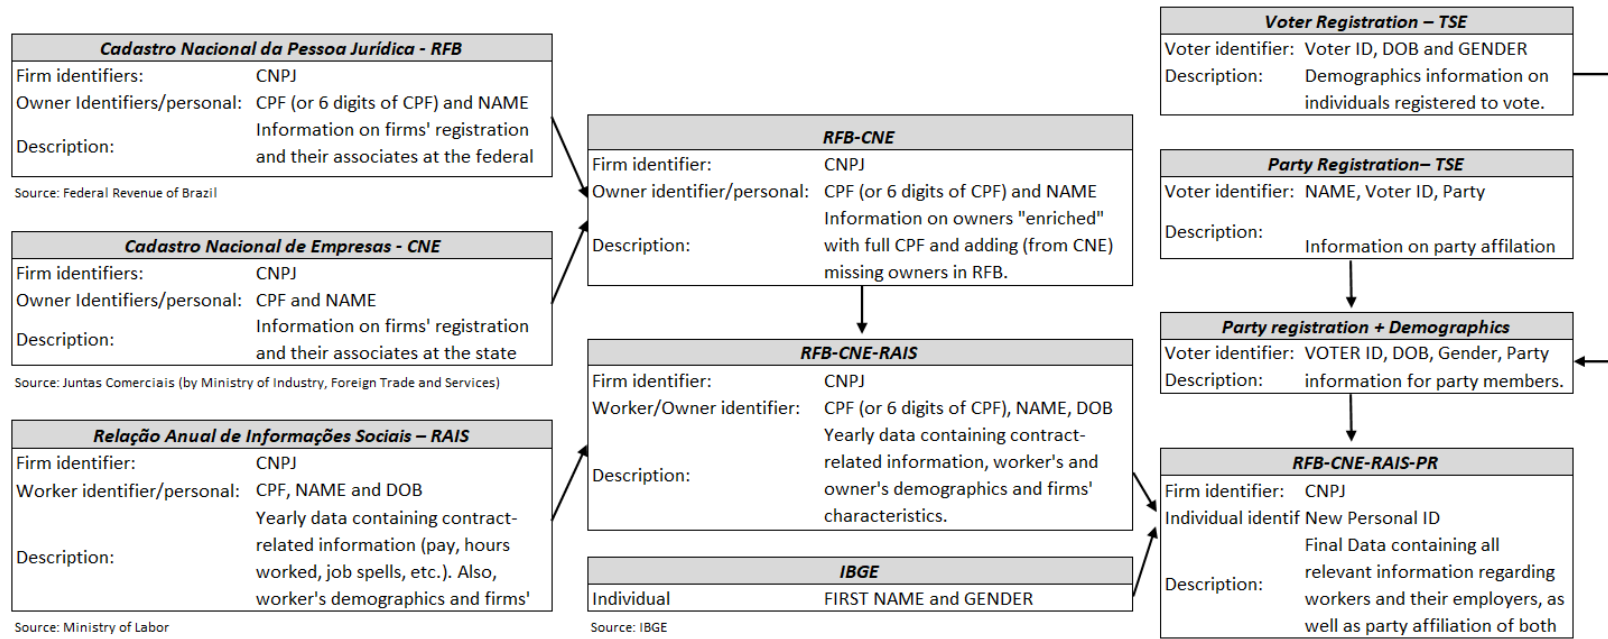 Cadastro Nacional da Pessoa Jurídica - RFB
Firm identifiers: CNPJ
Owner Identifiers/personal: CPF (or 6 digits of CPF) and NAME
Description: Information on firms' registration
and their associates at the federal
Source: Federal Revenue of Brazil
Cadastro Nacional de Empresas - CNE
Firm identifiers: CNPJ
Owner Identifiers/personal: CPF and NAME
Description: Information on firms' registration
and their associates at the state
Source: Juntas Comerciais (by Ministry of Industry, Foreign Trade and Services)
Relação Anual de Informações Sociais – RAIS
Firm identifier: CNPJ
Worker identifier/personal: CPF, NAME and DOB
Yearly data containing contract-
related information (pay, hours
Description: worked, job spells, etc.). Also,
worker's demographics and firms'
Source: Ministry of Labor
RFB-CNE
Firm identifier: CNPJ
Owner identifier/personal: CPF (or 6 digits of CPF) and NAME
Information on owners "enriched"
Description: with full CPF and adding (from CNE)
missing owners in RFB.
RFB-CNE-RAIS
Firm identifier: CNPJ
Worker/Owner identifier: CPF (or 6 digits of CPF), NAME, DOB
Yearly data containing contract-
related information, worker's and
Description: owner's demographics and firms'
characteristics.
IBGE
Individual FIRST NAME and GENDER
Source: IBGE
Voter Registration – TSE
Voter identifier: Voter ID, DOB and GENDER
Description: Demographics information on
individuals registered to vote.
Party Registration– TSE
Voter identifier: NAME, Voter ID, Party
Description:
Information on party affilation
Party registration + Demographics
Voter identifier: VOTER ID, DOB, Gender, Party
Description: information for party members.
RFB-CNE-RAIS-PR
Firm identifier: CNPJ
Individual identif New Personal ID
Final Data containing all
relevant information regarding
Description: workers and their employers, as
well as party affiliation of both